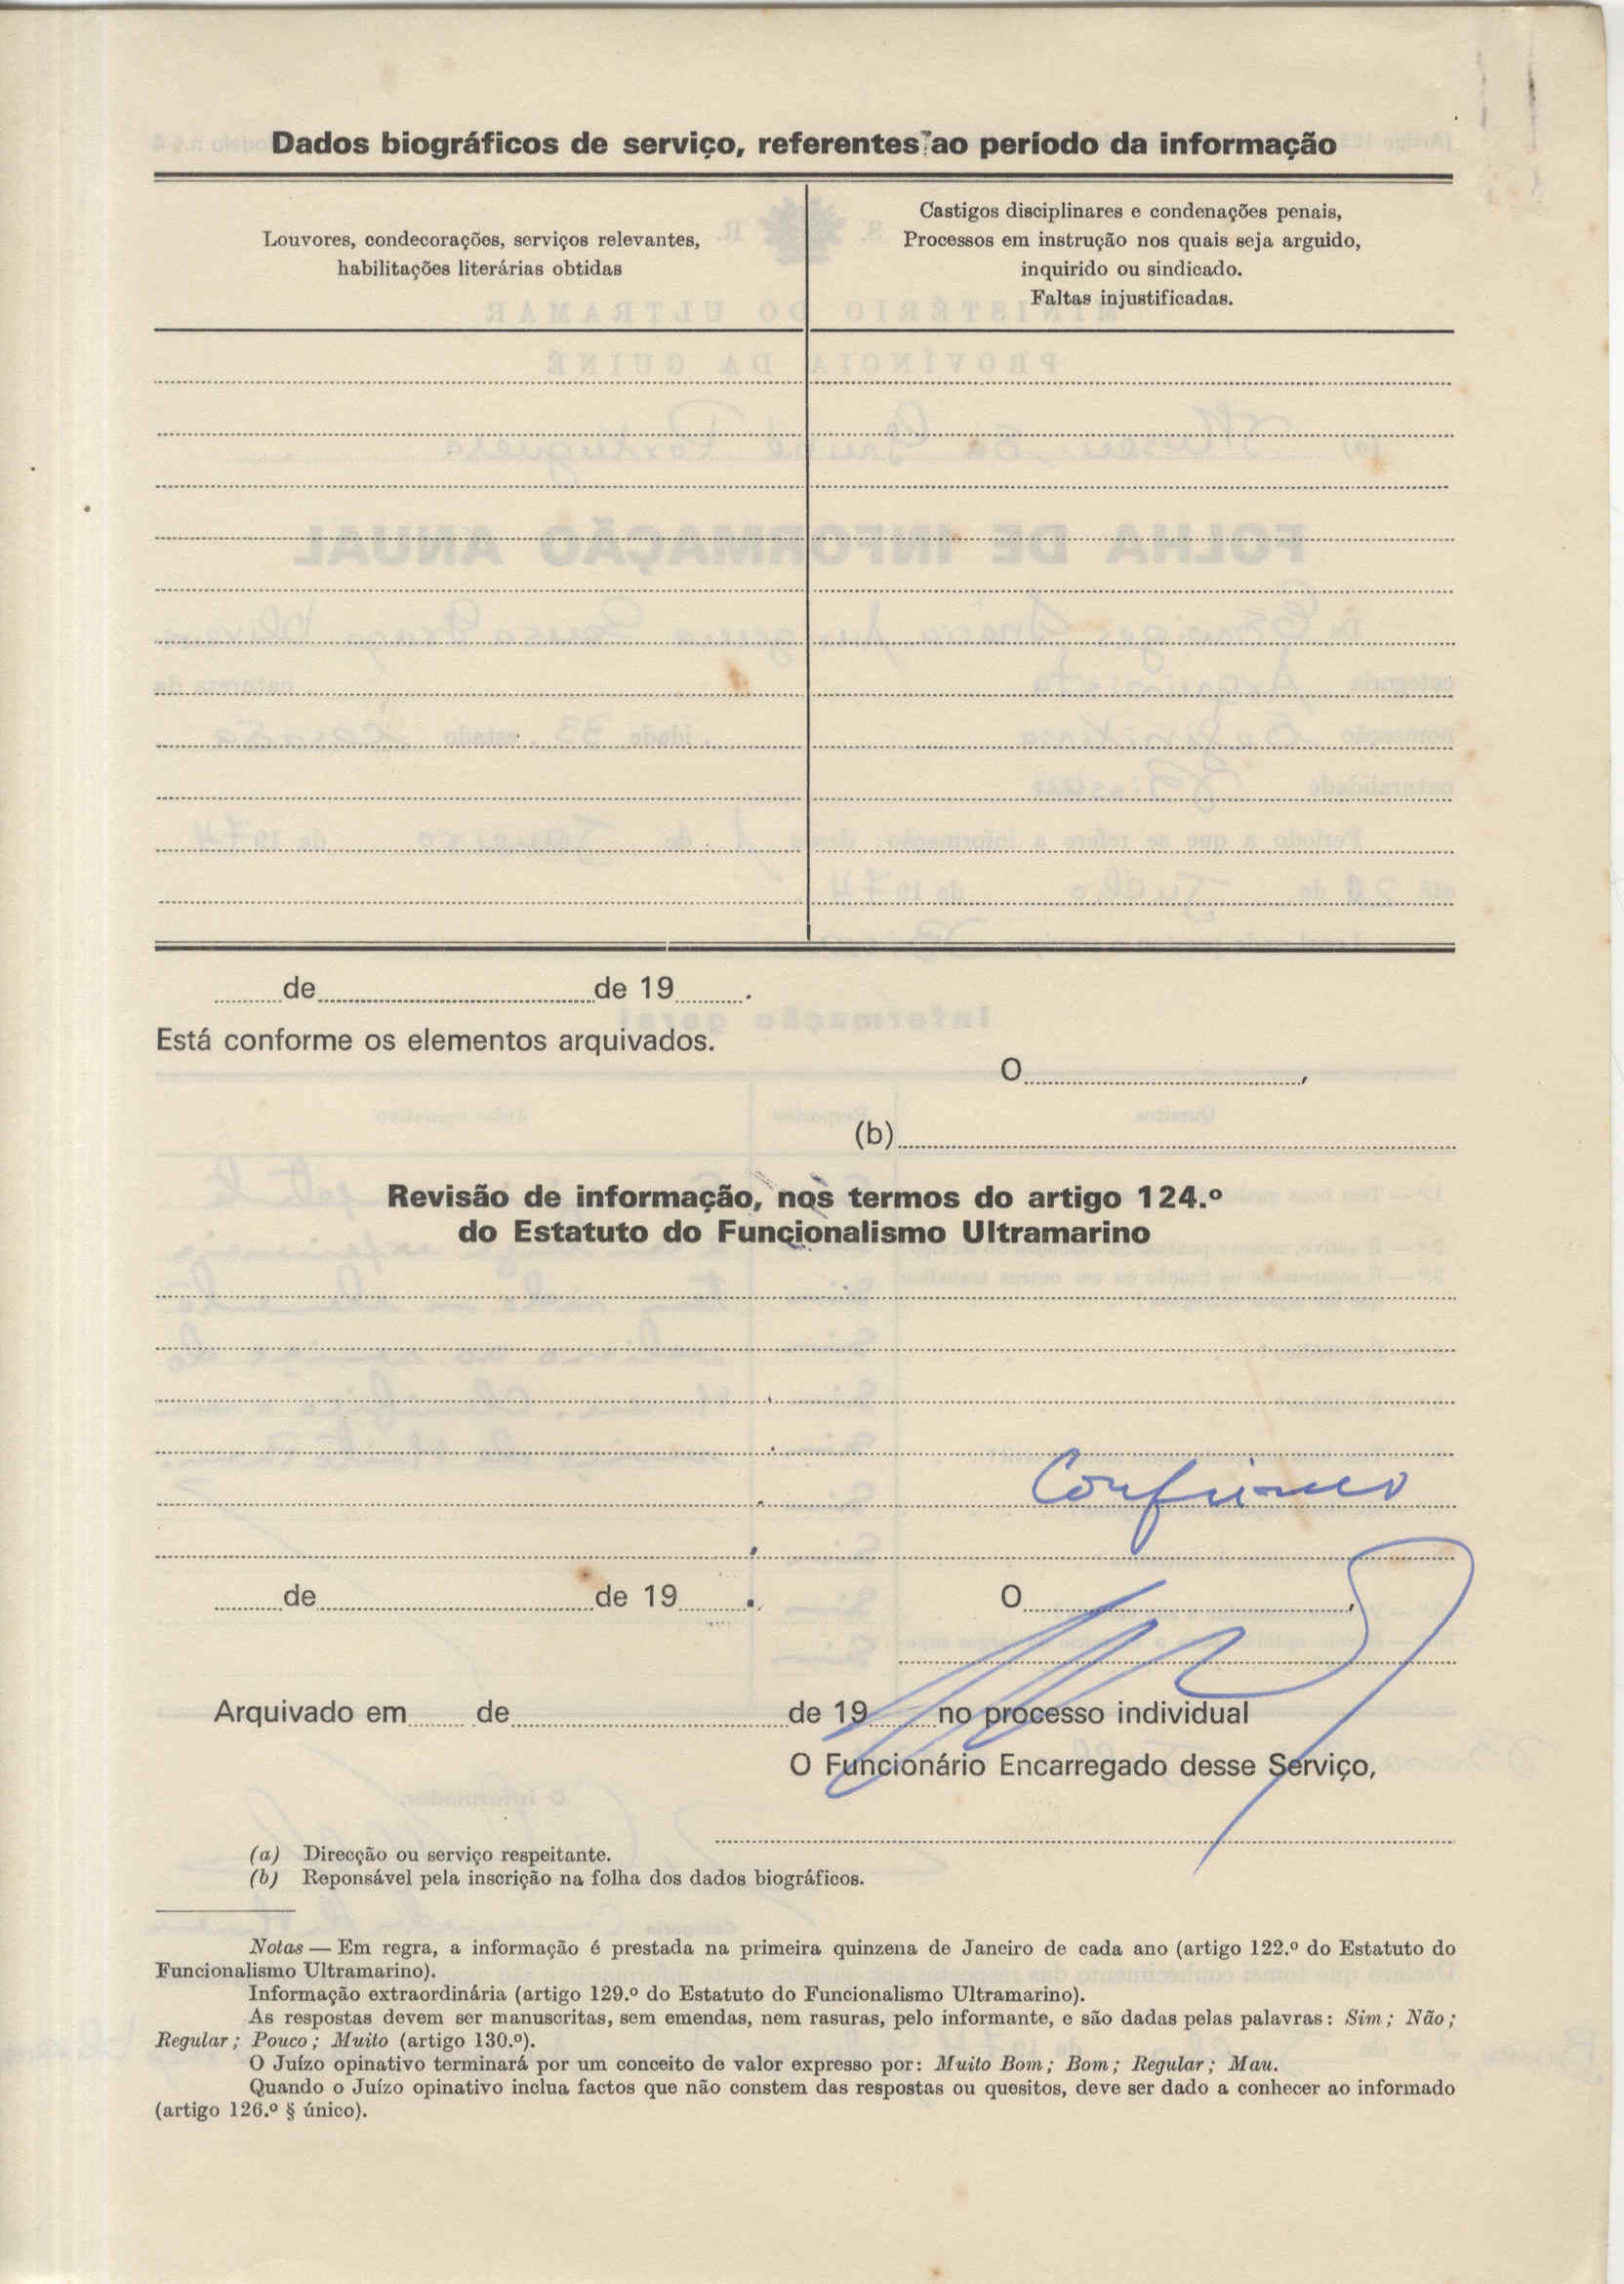 Dados biográficos de serviço, referentes ao período da informação
Louvores, condecorações, serviços relevantes,
habilitações literárias obtidas
Castigos disciplinares e condenações penais,
Processos em instrução nos quais seja arguido,
inquirido ou sindicado.
Faltas injustificadas.
de de 19 .
Está conforme os elementos arquivados.
O ,
(b)
Revisão de informação, nos termos do artigo 124.º
do Estatuto do Funcionalismo Ultramarino
Confirmo
de de 19 .
O ,
Arquivado em de de 19 no processo individual
O Funcionário Encarregado desse Serviço,
(a) Direcção ou serviço respeitante.
(b) Reponsável pela inscrição na folha dos dados biográficos.
Notas — Em regra, a informação é prestada na primeira quinzena de Janeiro de cada ano (artigo 122.º do Estatuto do
Funcionalismo Ultramarino).
Informação extraordinária (artigo 129.º do Estatuto do Funcionalismo Ultramarino).
As respostas devem ser manuscritas, sem emendas, nem rasuras, pelo informante, e são dadas pelas palavras: Sim; Não;
Regular; Pouco; Muito (artigo 130.º).
O Juízo opinativo terminará por um conceito de valor expresso por: Muito Bom; Bom; Regular; Mau.
Quando o Juízo opinativo inclua factos que não constem das respostas ou quesitos, deve ser dado a conhecer ao informado
(artigo 126.º § único).